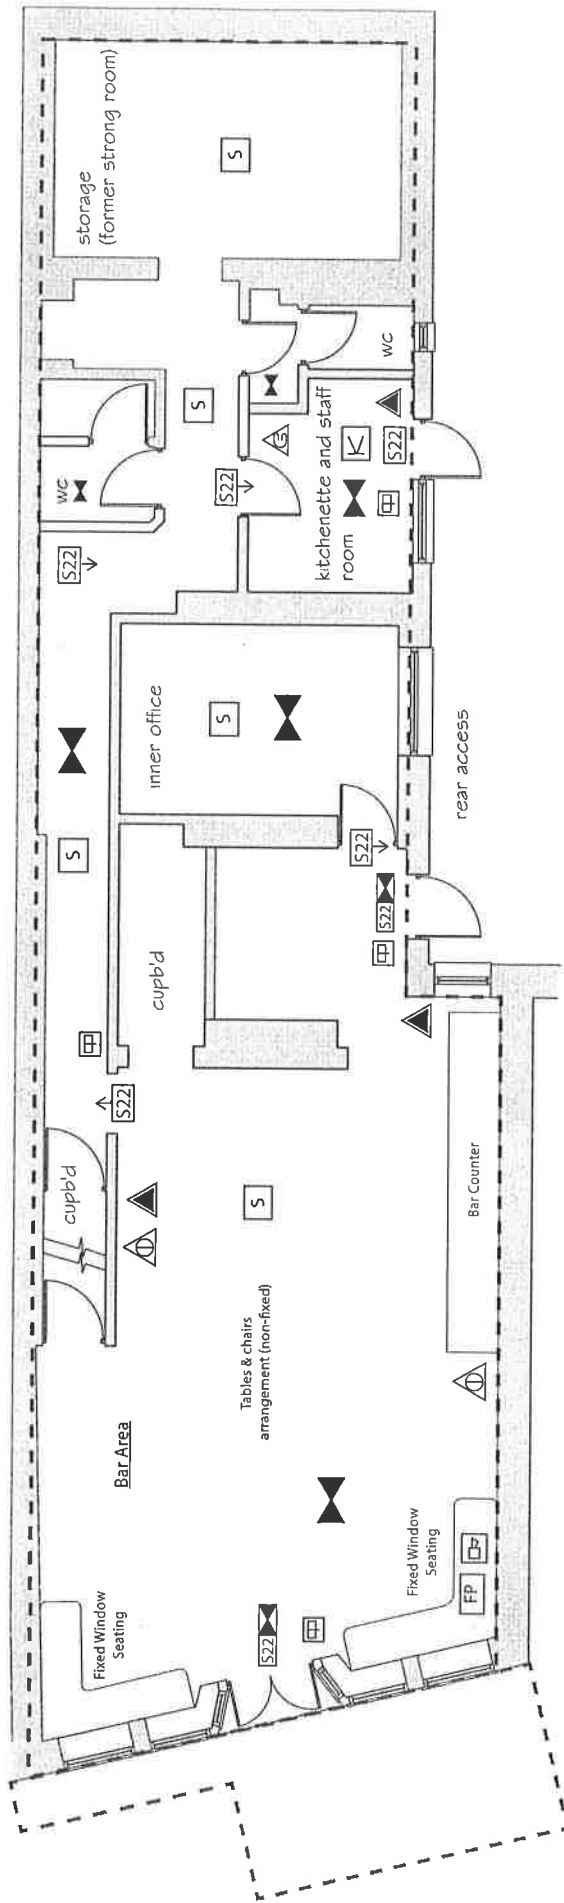 storage
(former strong room)
S
S
wc
kitchenette and staff
room
K
S22
S22
wc
S22
inner office
S
rear access
S
S22
S22
cupb'd
S22
cupb'd
S
Bar Counter
Tables & chairs
arrangement (non-fixed)
Bar Area
Fixed Window
Seating
Fixed Window
Seating
FP
S22